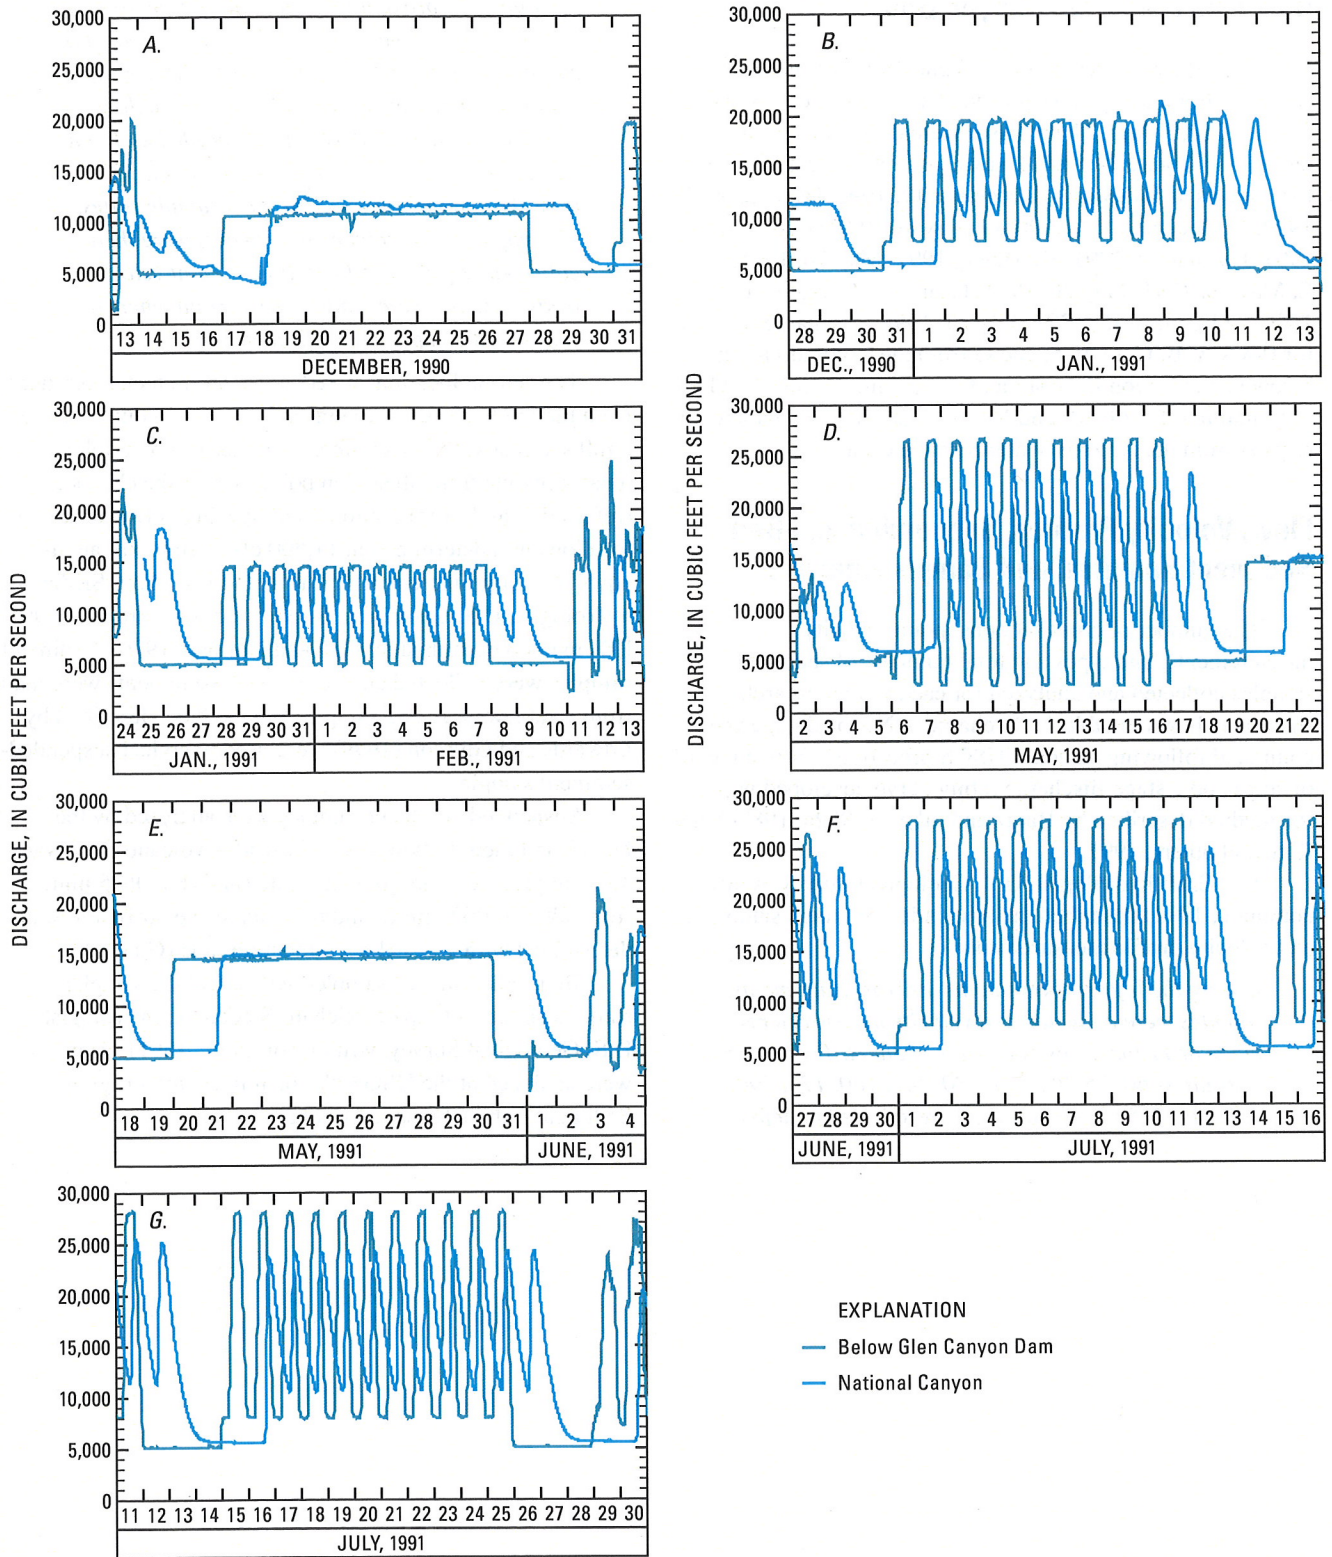 DISCHARGE, IN CUBIC FEET PER SECOND
A.
30,000
25,000
20,000
15,000
10,000
5,000
0
13 14 15 16 17 18 19 20 21 22 23 24 25 26 27 28 29 30 31
DECEMBER, 1990
B.
30,000
25,000
20,000
15,000
10,000
5,000
0
28 29 30 31 1 2 3 4 5 6 7 8 9 10 11 12 13
DEC., 1990 JAN., 1991
C.
30,000
25,000
20,000
15,000
10,000
5,000
0
24 25 26 27 28 29 30 31 1 2 3 4 5 6 7 8 9 10 11 12 13
JAN., 1991 FEB., 1991
DISCHARGE, IN CUBIC FEET PER SECOND
D.
30,000
25,000
20,000
15,000
10,000
5,000
0
2 3 4 5 6 7 8 9 10 11 12 13 14 15 16 17 18 19 20 21 22
MAY, 1991
E.
30,000
25,000
20,000
15,000
10,000
5,000
0
18 19 20 21 22 23 24 25 26 27 28 29 30 31 1 2 3 4
MAY, 1991 JUNE, 1991
F.
30,000
25,000
20,000
15,000
10,000
5,000
0
27 28 29 30 1 2 3 4 5 6 7 8 9 10 11 12 13 14 15 16
JUNE, 1991 JULY, 1991
G.
30,000
25,000
20,000
15,000
10,000
5,000
0
11 12 13 14 15 16 17 18 19 20 21 22 23 24 25 26 27 28 29 30
JULY, 1991
EXPLANATION
Below Glen Canyon Dam
National Canyon